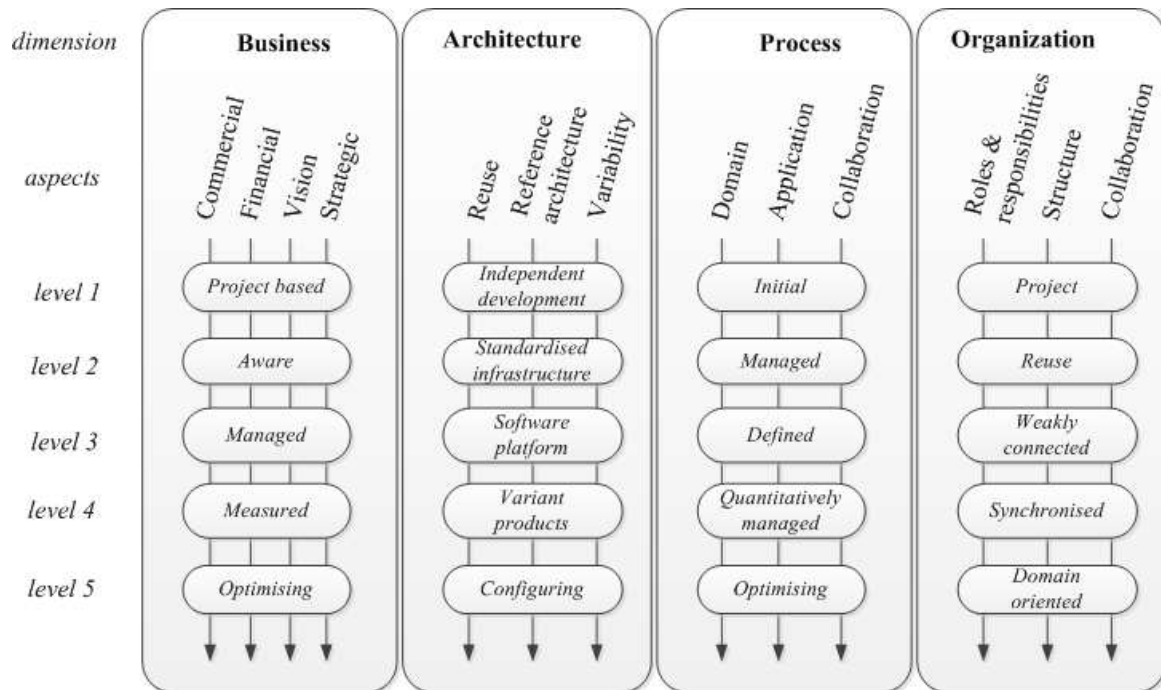 dimension
Business
Architecture
Process
Organization
aspects
Commercial
Financial
Vision
Strategic
Reuse
Reference
architecture
Variability
Domain
Application
Collaboration
Roles &
responsibilities
Structure
Collaboration
level 1
Project based
Independent
development
Initial
Project
level 2
Aware
Standardised
infrastructure
Managed
Reuse
level 3
Managed
Software
platform
Defined
Weakly
connected
level 4
Measured
Variant
products
Quantitatively
managed
Synchronised
level 5
Optimising
Configuring
Optimising
Domain
oriented